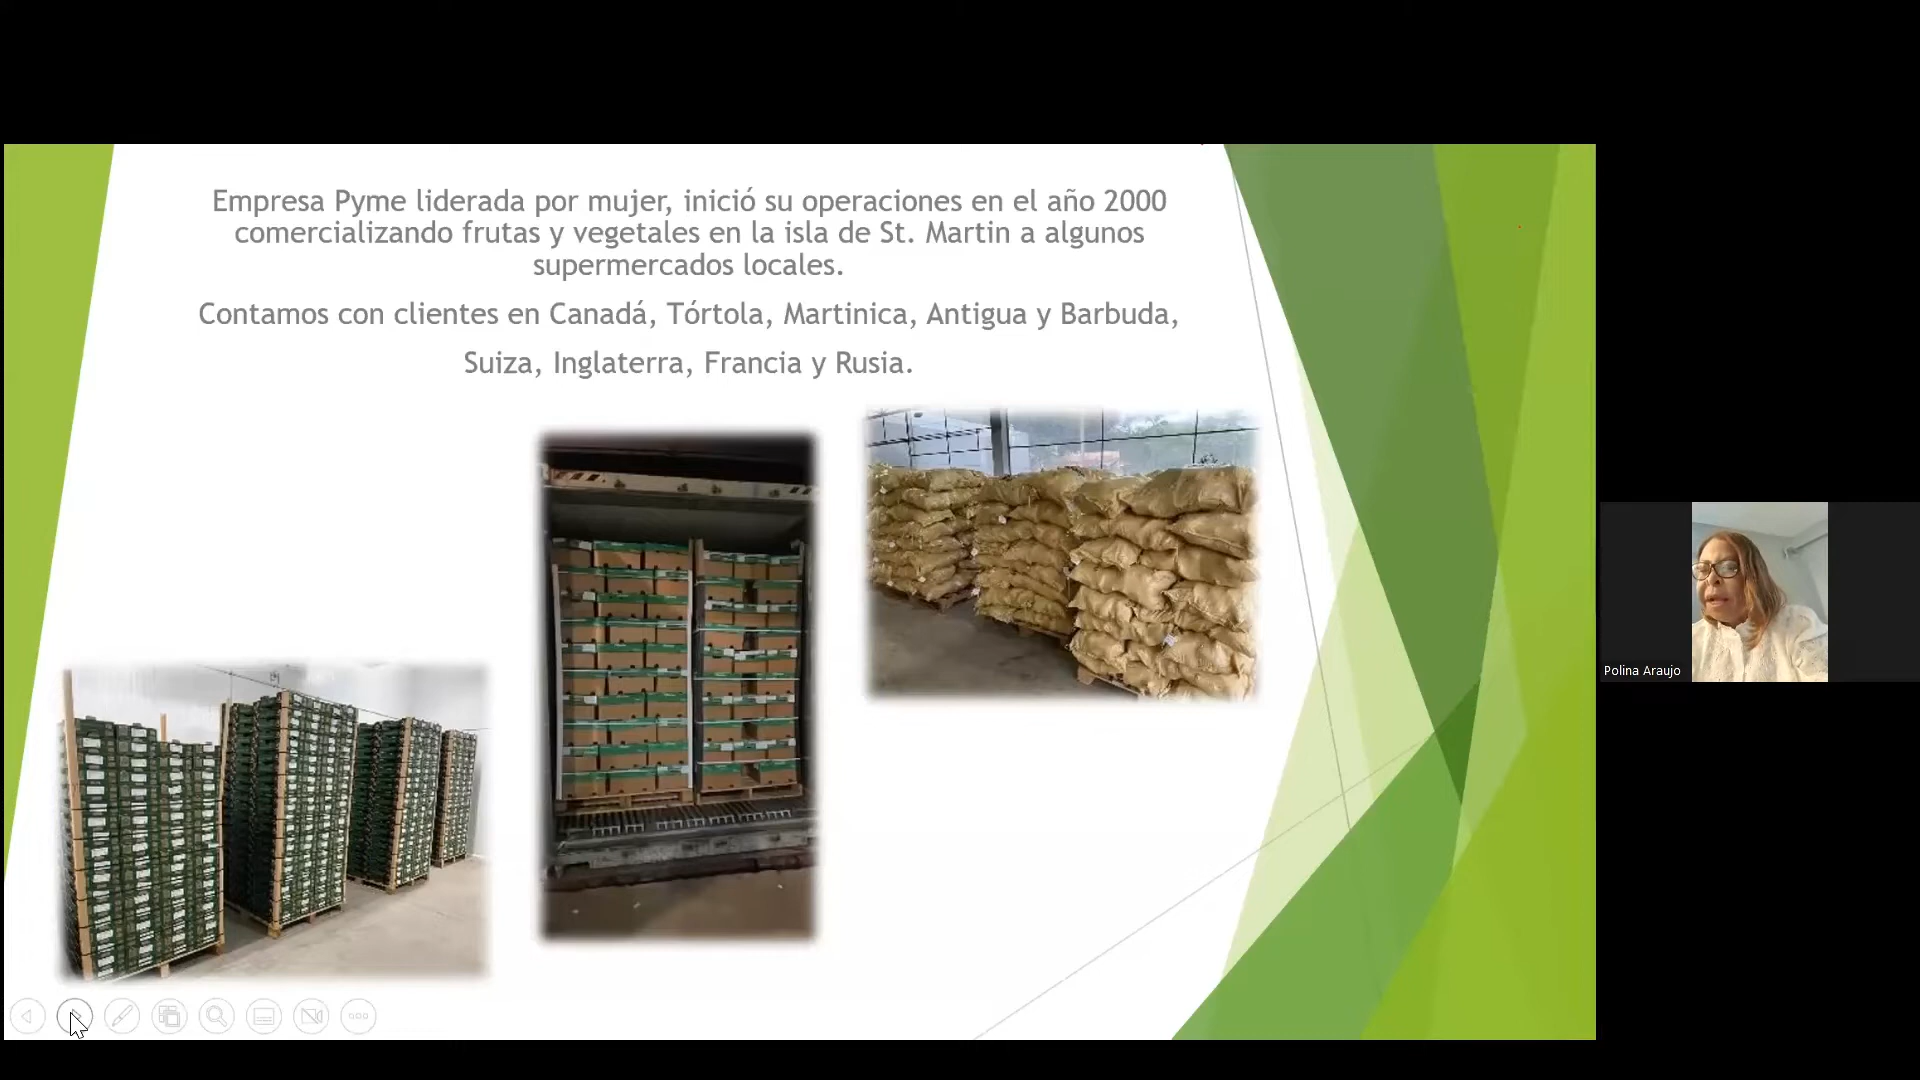 Empresa Pyme liderada por mujer, inició su operaciones en el año 2000
comercializando frutas y vegetales en la isla de St. Martin a algunos
supermercados locales.
Contamos con clientes en Canadá, Tórtola, Martinica, Antigua y Barbuda,
Suiza, Inglaterra, Francia y Rusia.
Polina Araujo